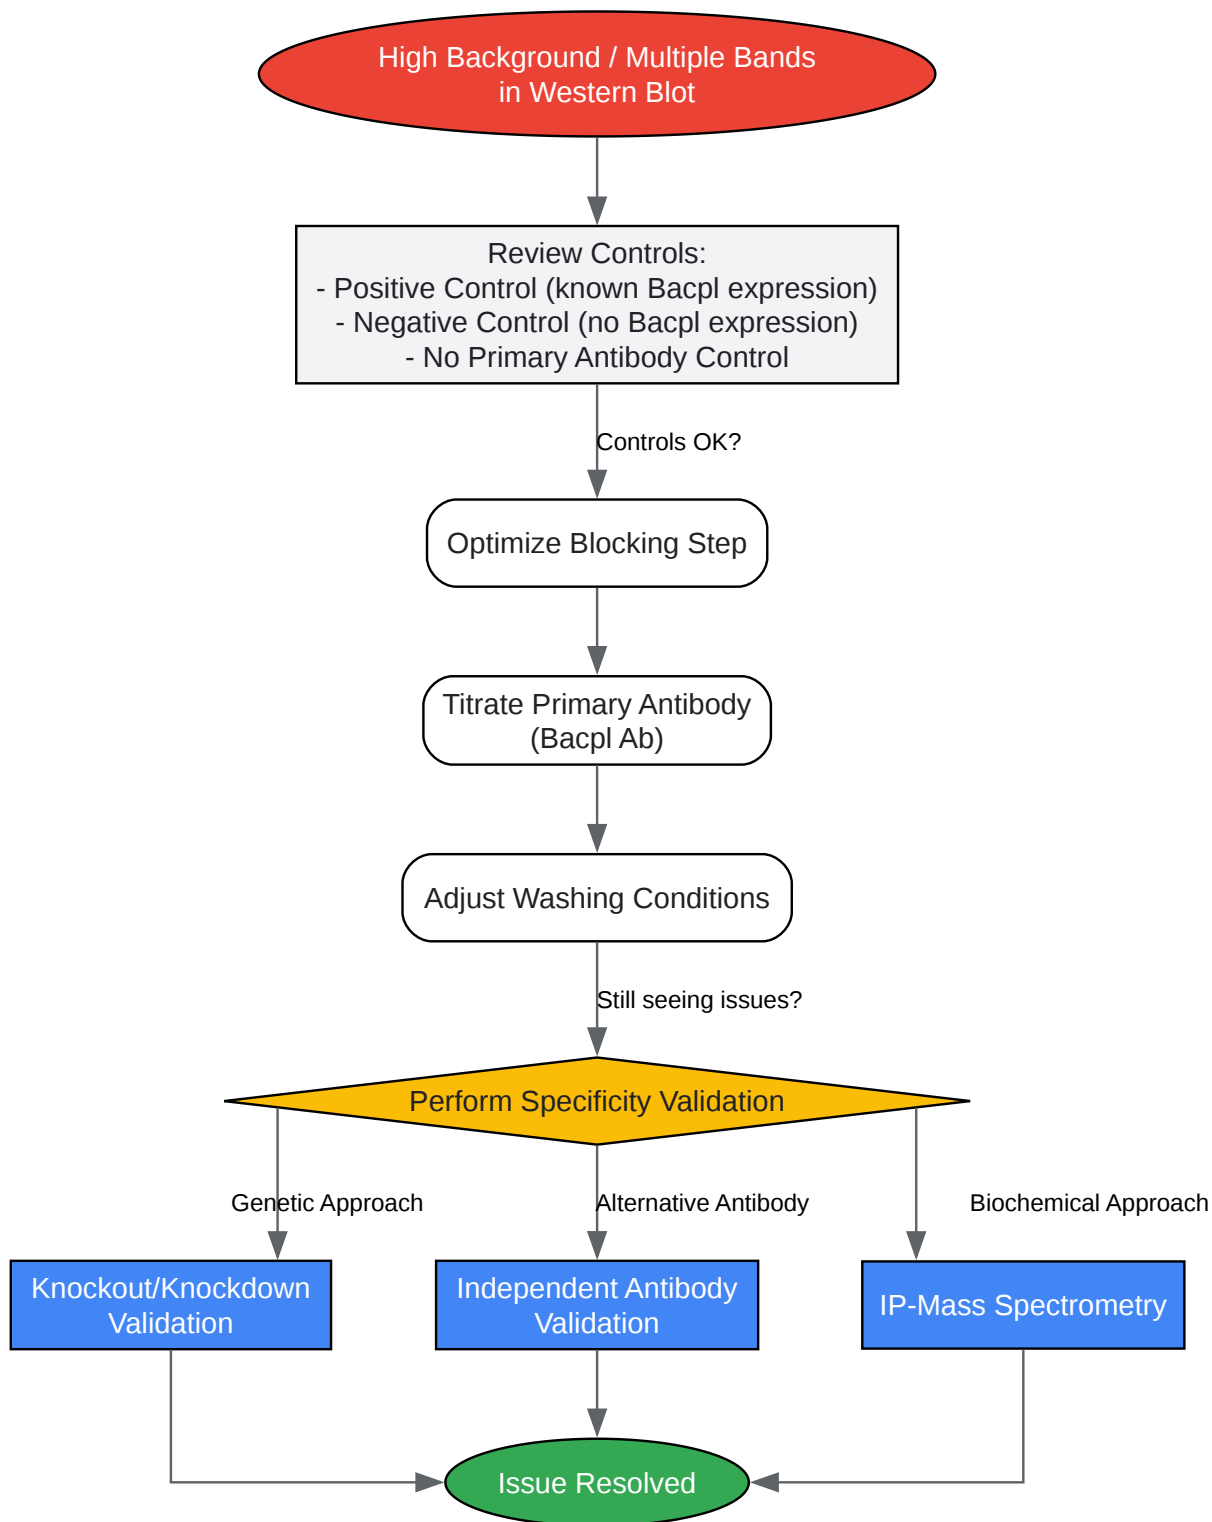 High Background / Multiple Bands
in Western Blot
Review Controls:
- Positive Control (known Bacpl expression)
- Negative Control (no Bacpl expression)
- No Primary Antibody Control
Controls OK?
Optimize Blocking Step
Titrate Primary Antibody
(Bacpl Ab)
Adjust Washing Conditions
Still seeing issues?
Perform Specificity Validation
Genetic Approach
Alternative Antibody
Biochemical Approach
Knockout/Knockdown
Validation
Independent Antibody
Validation
IP-Mass Spectrometry
Issue Resolved